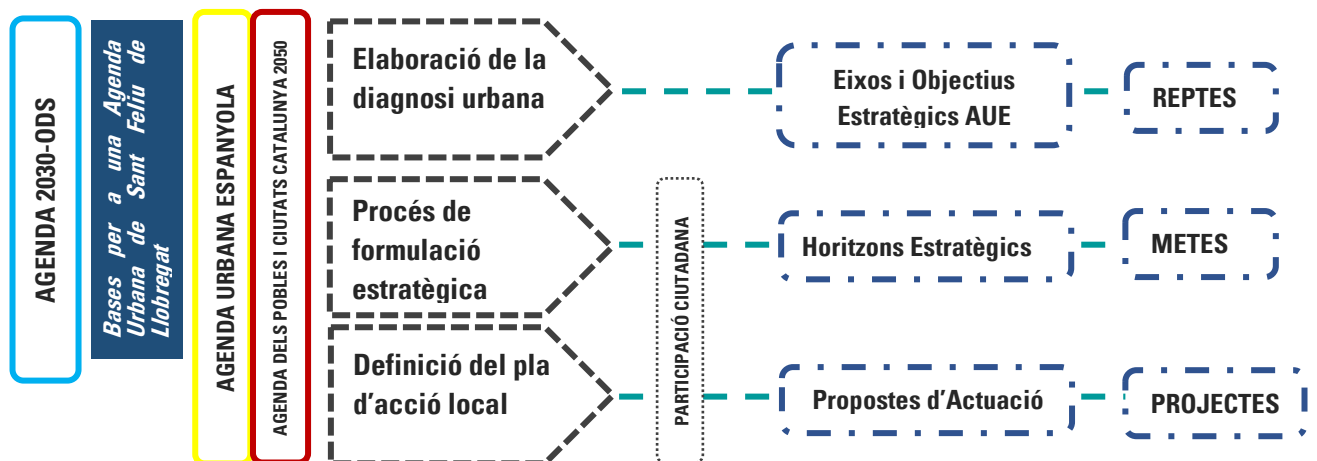 AGENDA 2030-ODS
Bases per a una Agenda
Urbana de Sant Feliu de
Llobregat
AGENDA URBANA ESPANYOLA
AGENDA DELS POBLES I CIUTATS CATALUNYA 2050
Elaboració de la
diagnosi urbana
Eixos i Objectius
Estratègics AUE
REPTES
Procés de
formulació
estratègica
PARTICIPACIÓ CIUTADANA
Horitzons Estratègics
METES
Definició del pla
d’acció local
Propostes d’Actuació
PROJECTES